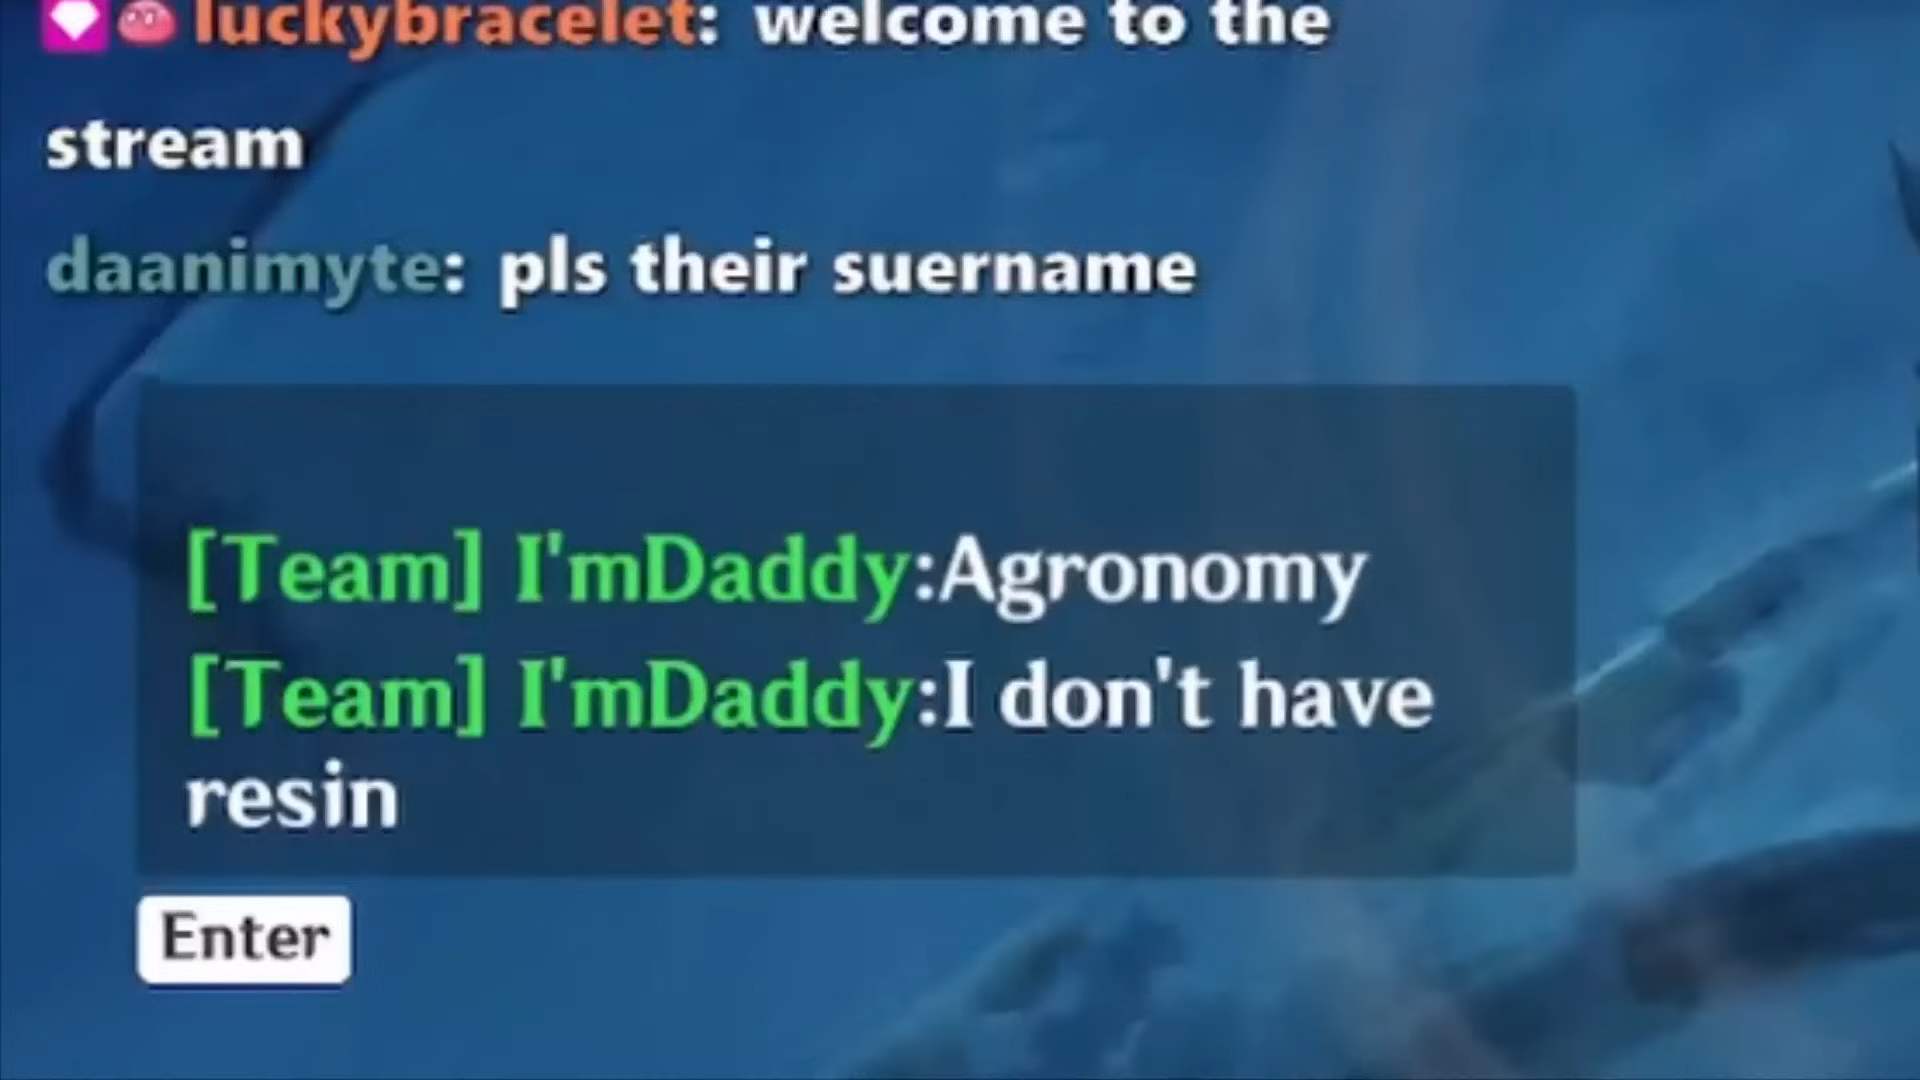 luckybracelet: welcome to the
stream
daanimyte: pls their suername
[Team] I'mDaddy:Agronomy
[Team] I'mDaddy:I don't have
resin
Enter